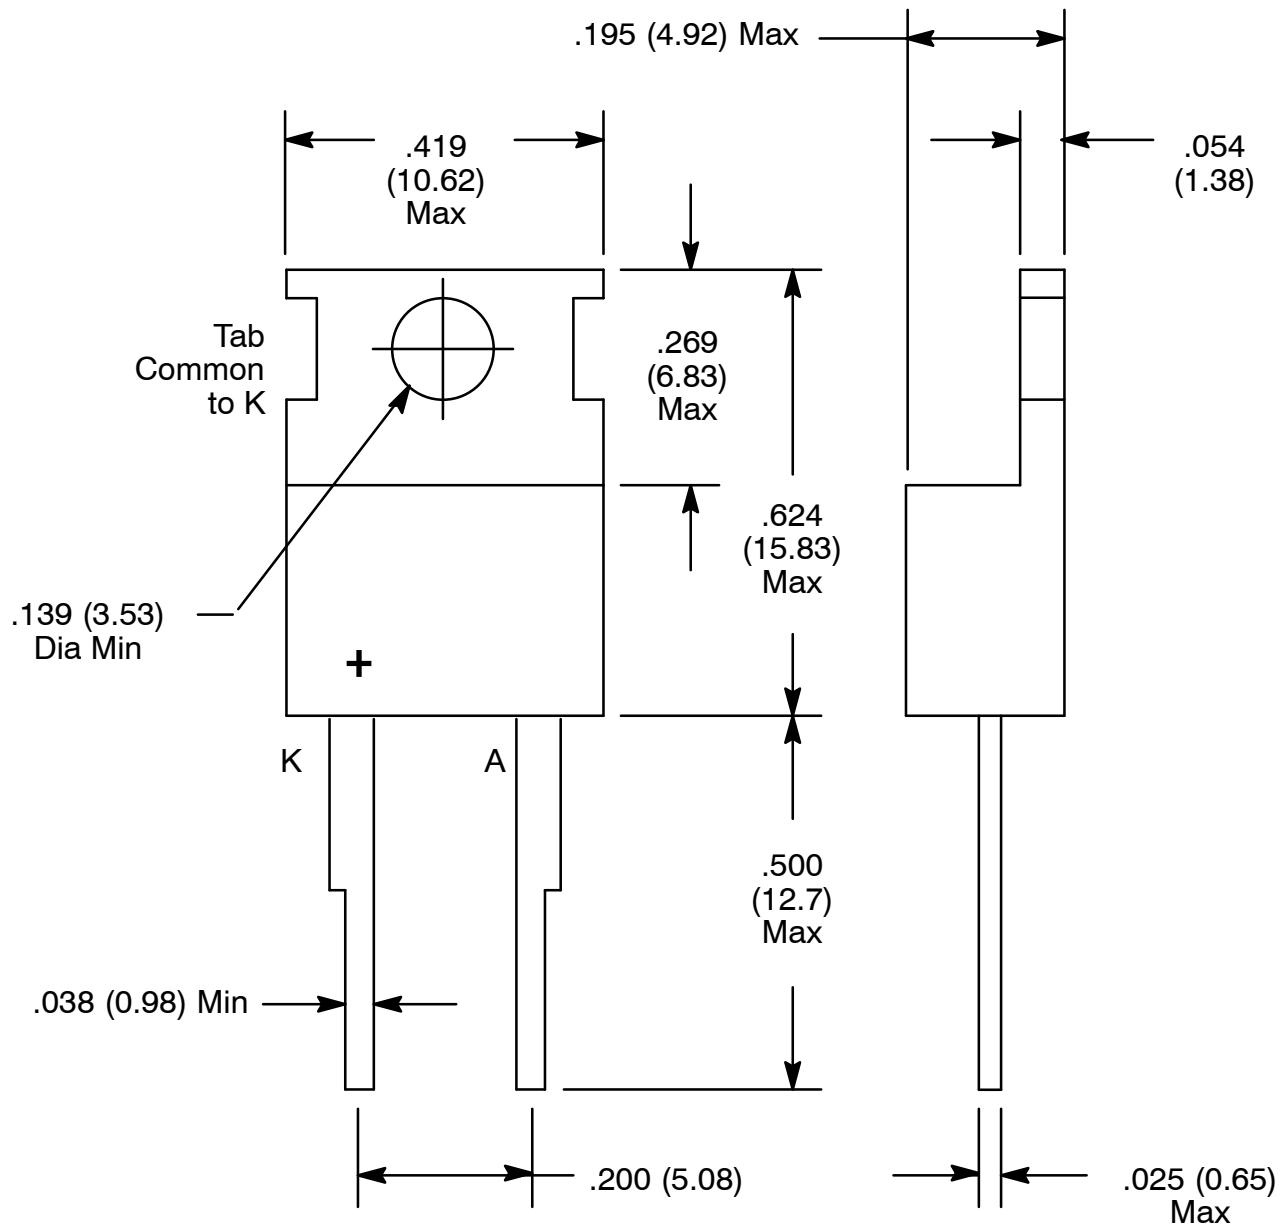 .195 (4.92) Max
.419
(10.62)
Max
.054
(1.38)
Tab
Common
to K
.269
(6.83)
Max
.624
(15.83)
Max
.139 (3.53)
Dia Min
+
K
A
.500
(12.7)
Max
.038 (0.98) Min
.200 (5.08)
.025 (0.65)
Max